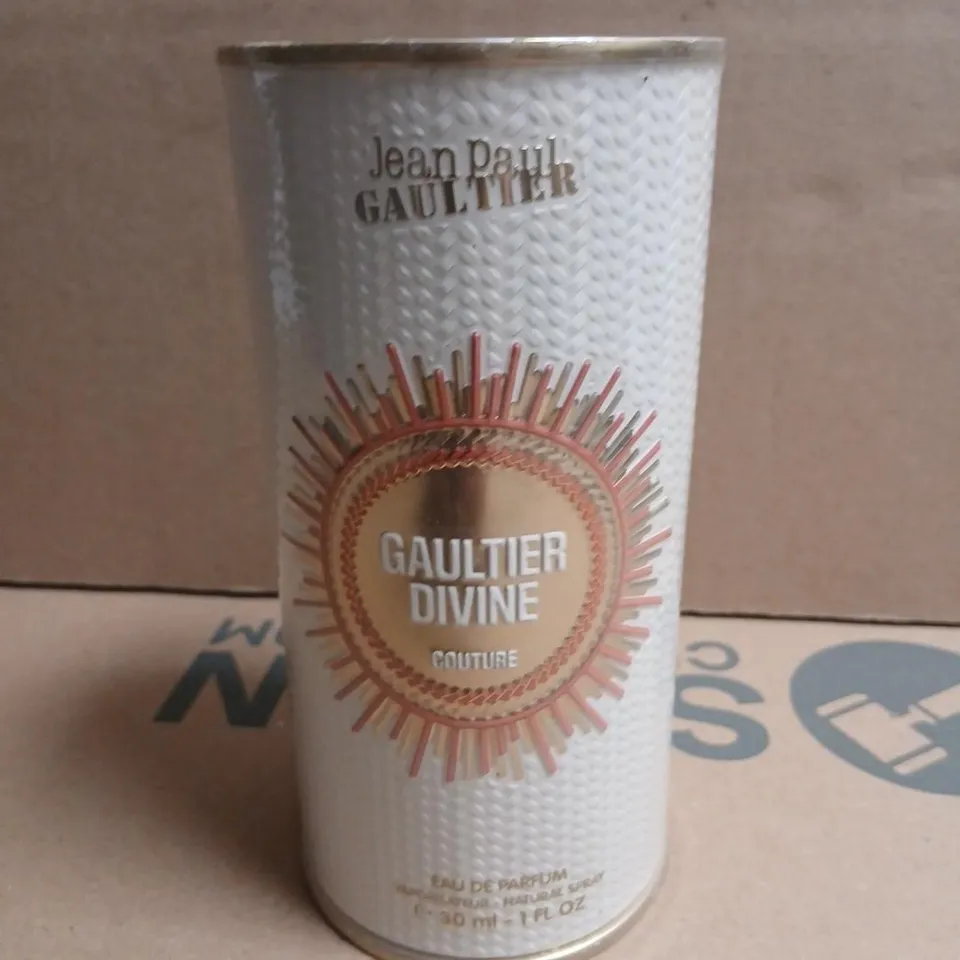 Jean Paul
GAULTIER
GAULTIER
DIVINE
COUTURE
EAU DE PARFUM
VAPORISATEUR - NATURAL SPRAY
30 ml - 1 FL OZ